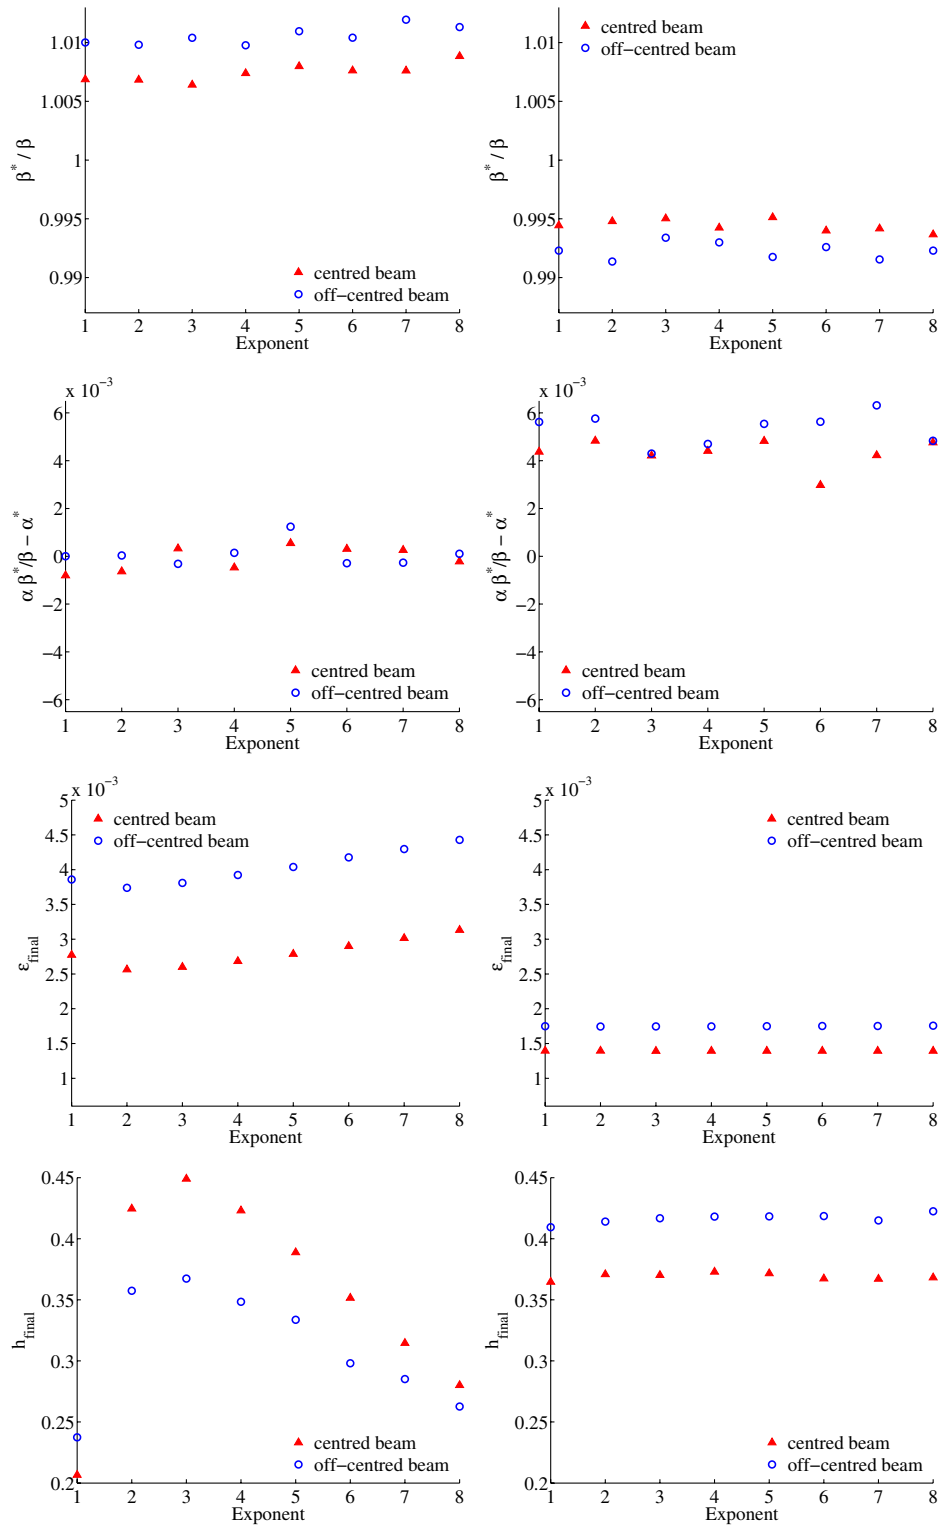 1.01
1.005
1
0.995
0.99
β* / β
centred beam
off−centred beam
1 2 3 4 5 6 7 8
Exponent
1.01
1.005
1
0.995
0.99
β* / β
centred beam
off−centred beam
1 2 3 4 5 6 7 8
Exponent
x 10−3
6
4
2
0
−2
−4
−6
α β*/β − α*
centred beam
off−centred beam
1 2 3 4 5 6 7 8
Exponent
x 10−3
6
4
2
0
−2
−4
−6
α β*/β − α*
centred beam
off−centred beam
1 2 3 4 5 6 7 8
Exponent
x 10−3
5
4.5
4
3.5
3
2.5
2
1.5
1
εfinal
centred beam
off−centred beam
1 2 3 4 5 6 7 8
Exponent
x 10−3
5
4.5
4
3.5
3
2.5
2
1.5
1
εfinal
centred beam
off−centred beam
1 2 3 4 5 6 7 8
Exponent
0.45
0.4
0.35
0.3
0.25
0.2
hfinal
centred beam
off−centred beam
1 2 3 4 5 6 7 8
Exponent
0.45
0.4
0.35
0.3
0.25
0.2
hfinal
centred beam
off−centred beam
1 2 3 4 5 6 7 8
Exponent